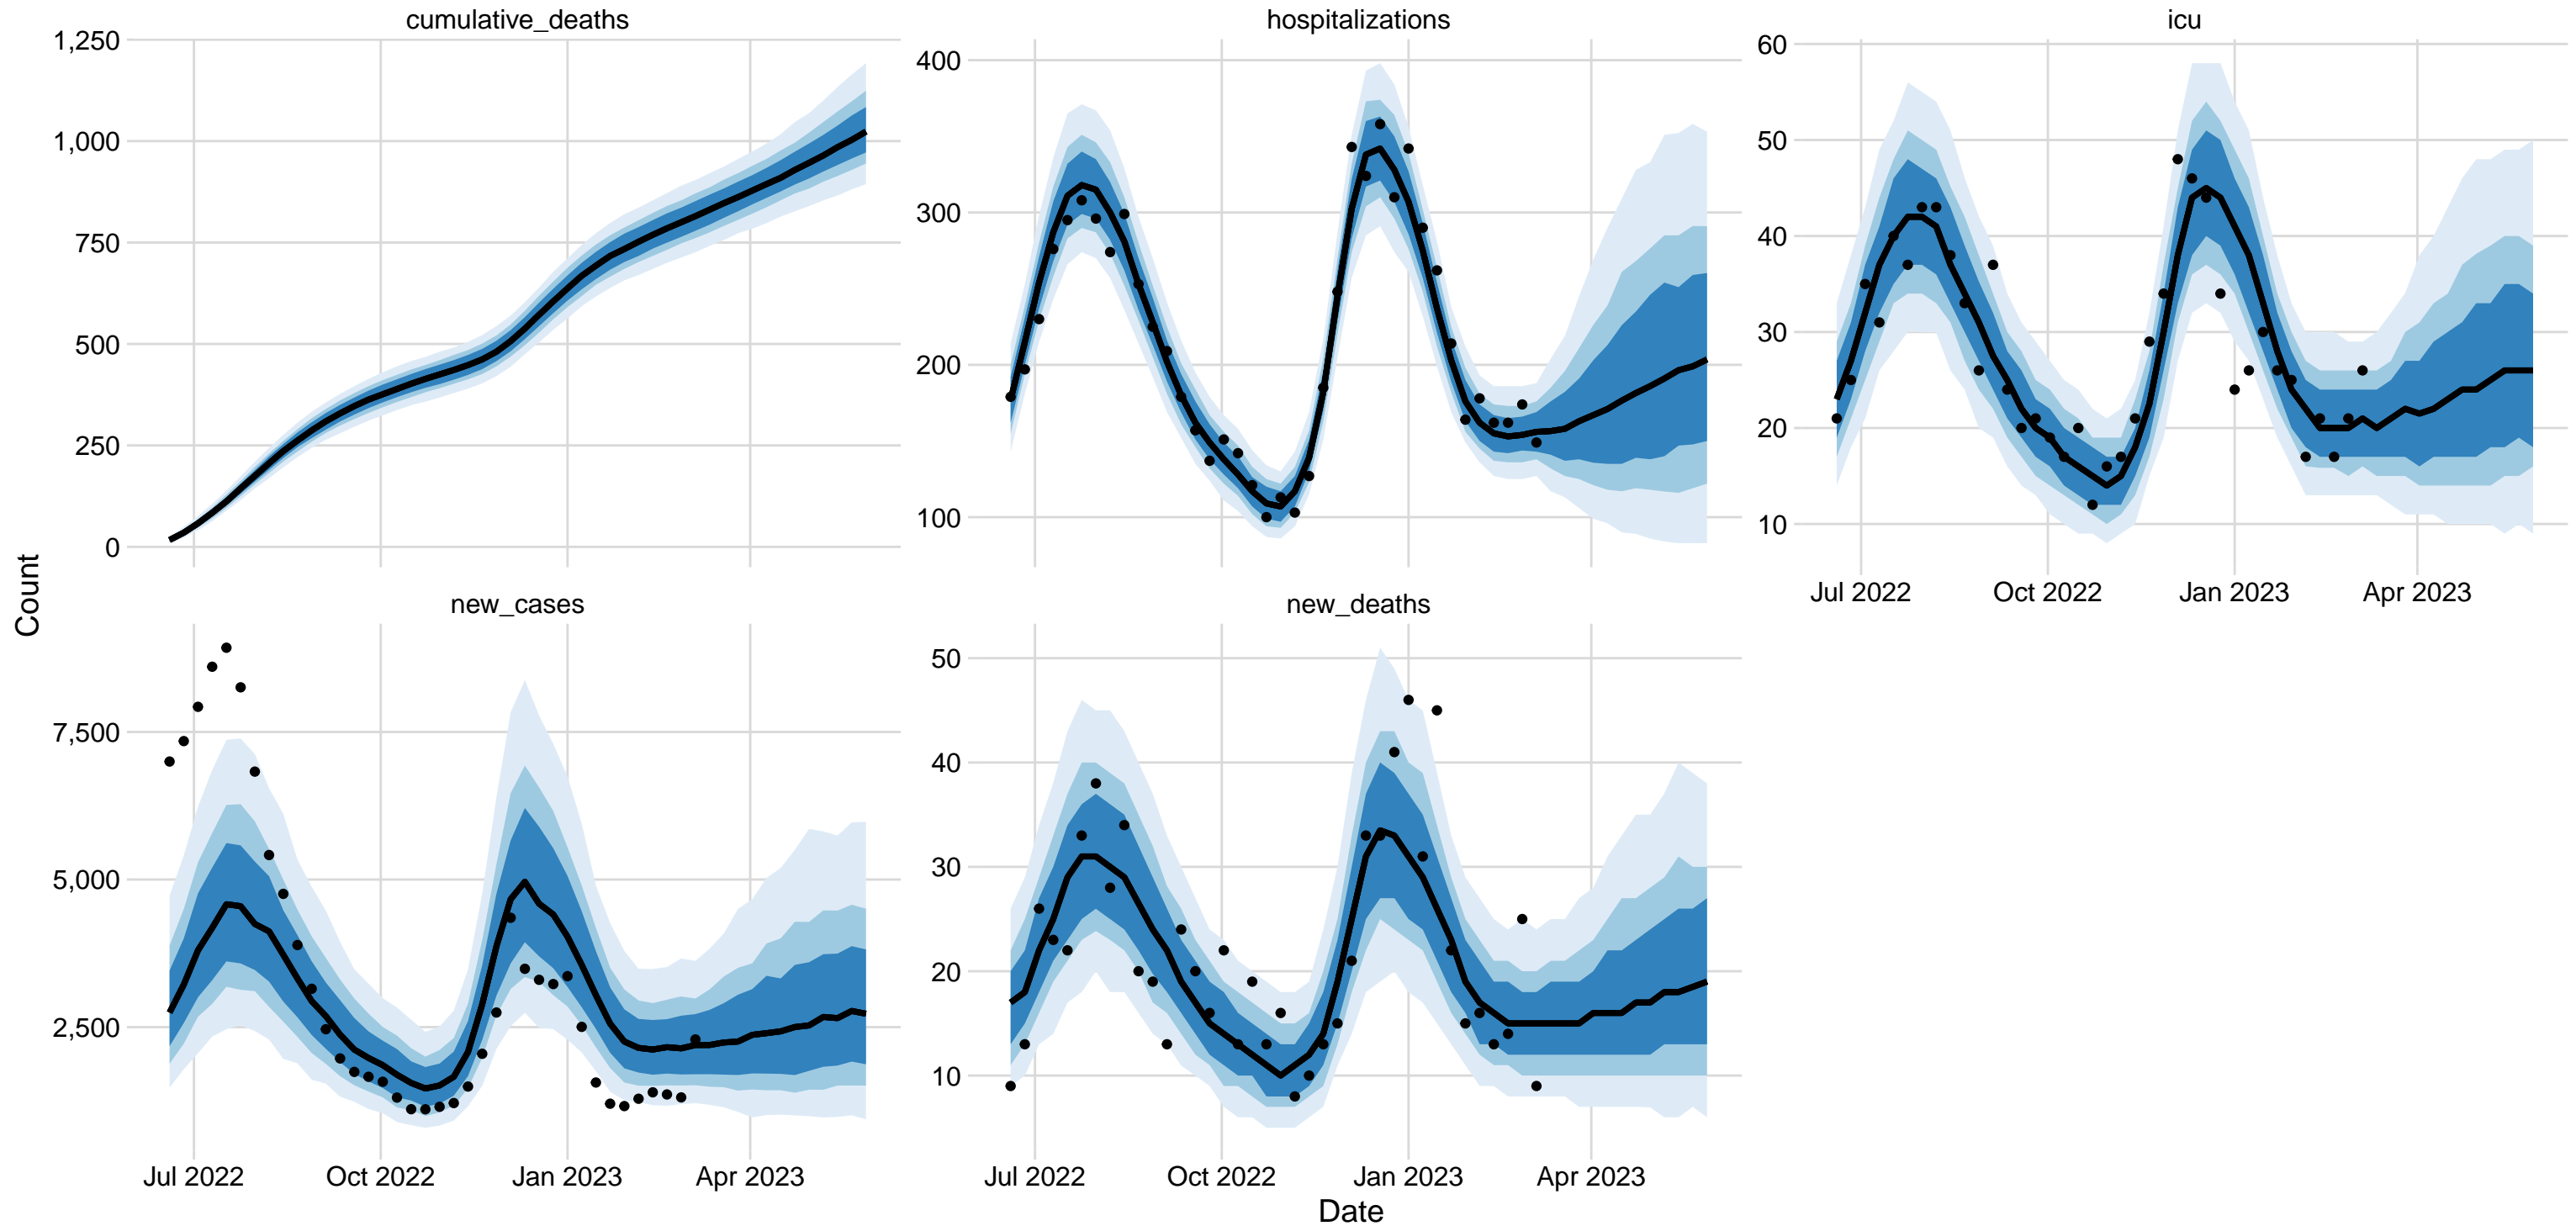 cumulative_deaths
1,250
1,000
750
500
250
0
hospitalizations
400
300
200
100
icu
60
50
40
30
20
10
Jul 2022 Oct 2022 Jan 2023 Apr 2023
Count
new_cases
7,500
5,000
2,500
Jul 2022 Oct 2022 Jan 2023 Apr 2023
new_deaths
50
40
30
20
10
Jul 2022 Oct 2022 Jan 2023 Apr 2023
Date